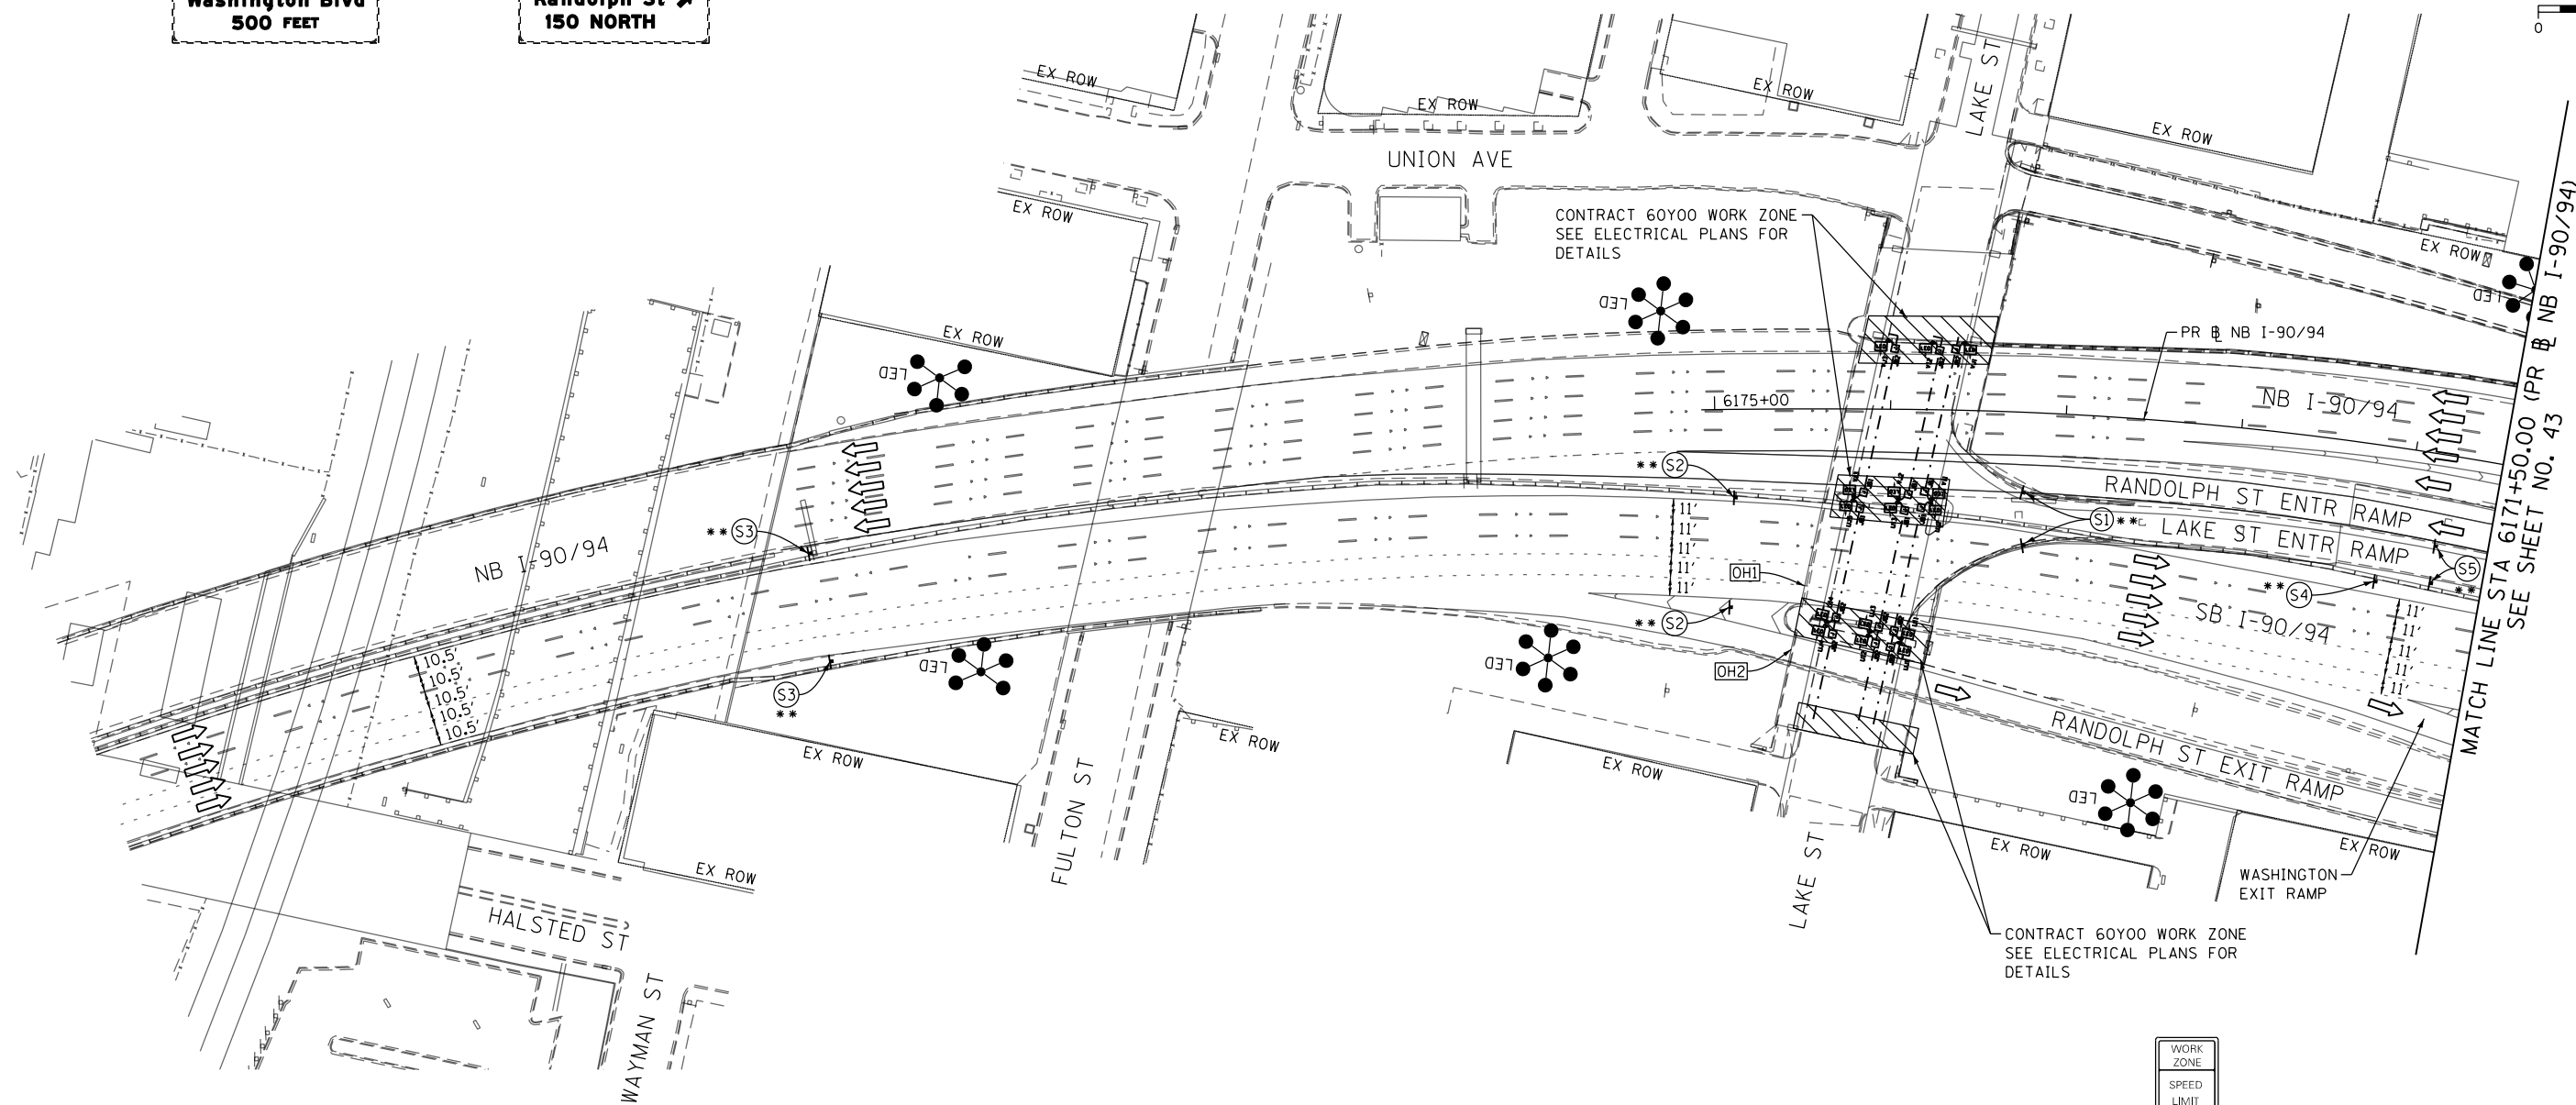 Washington Blvd
500 FEET
Randolph St
150 NORTH
0
EX ROW
EX ROW
EX ROW
LAKE ST
EX ROW
UNION AVE
EX ROW
CONTRACT 60Y00 WORK ZONE
SEE ELECTRICAL PLANS FOR
DETAILS
EX ROW
LED
LED
EX ROW
LED
PR BL NB I-90/94
6175+00
NB I-90/94
** S2
RANDOLPH ST ENTR RAMP
S1 **
LAKE ST ENTR RAMP
** S3
NB I-90/94
11'
11'
11'
11'
11'
OH1
S5
**
** S4
** S2
SB I-90/94
11'
11'
11'
11'
11'
MATCH LINE STA 6171+50.00 (PR BL NB I-90/94)
SEE SHEET NO. 43
10.5'
10.5'
10.5'
10.5'
10.5'
LED
LED
OH2
S3
**
RANDOLPH ST EXIT RAMP
EX ROW
EX ROW
EX ROW
FULTON ST
LED
EX ROW
EX ROW
EX ROW
LAKE ST
WASHINGTON
EXIT RAMP
HALSTED ST
CONTRACT 60Y00 WORK ZONE
SEE ELECTRICAL PLANS FOR
DETAILS
WAYMAN ST
WORK
ZONE
SPEED
LIMIT